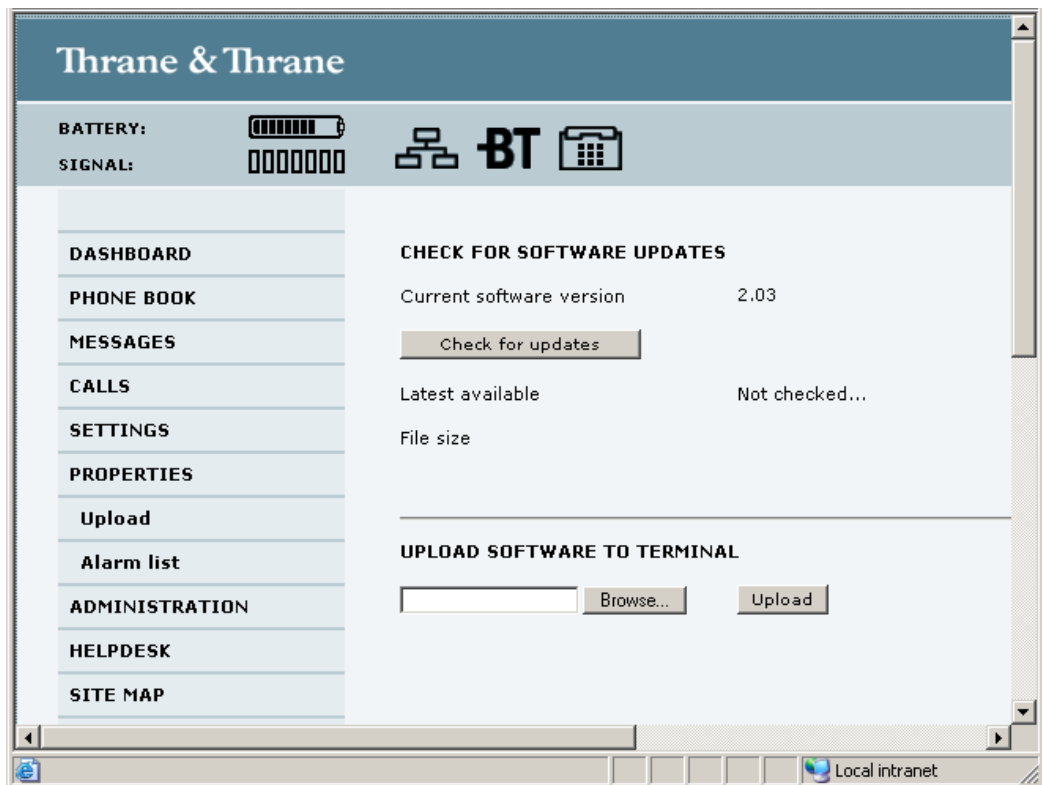 Thrane & Thrane
BATTERY:
SIGNAL:
BT
DASHBOARD
PHONE BOOK
MESSAGES
CALLS
SETTINGS
PROPERTIES
Upload
Alarm list
ADMINISTRATION
HELPDESK
SITE MAP
CHECK FOR SOFTWARE UPDATES
Current software version 2.03
Check for updates
Latest available Not checked...
File size
UPLOAD SOFTWARE TO TERMINAL
Browse... Upload
Local intranet